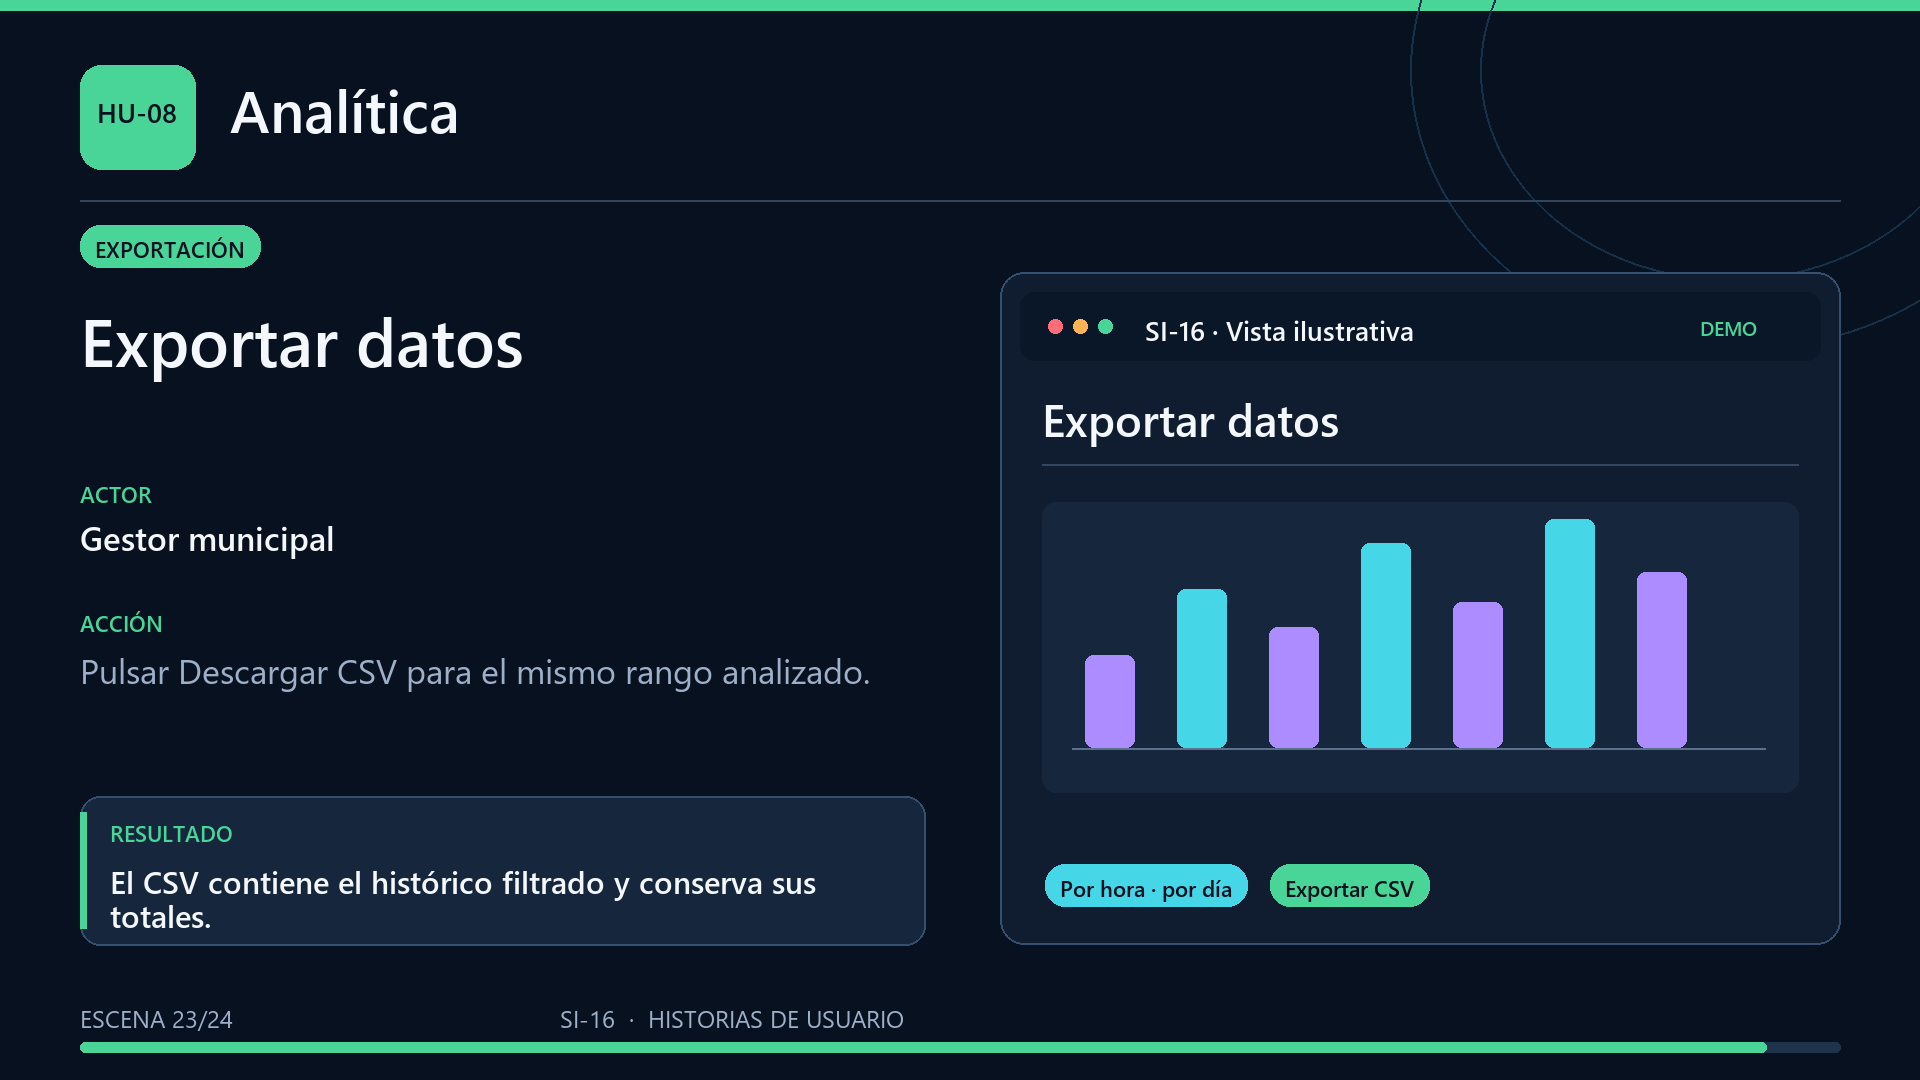 HU-08
Analítica
EXPORTACIÓN
Exportar datos
ACTOR
Gestor municipal
ACCIÓN
Pulsar Descargar CSV para el mismo rango analizado.
RESULTADO
El CSV contiene el histórico filtrado y conserva sus
totales.
SI-16 · Vista ilustrativa
DEMO
Exportar datos
Por hora · por día
Exportar CSV
ESCENA 23/24
SI-16 · HISTORIAS DE USUARIO